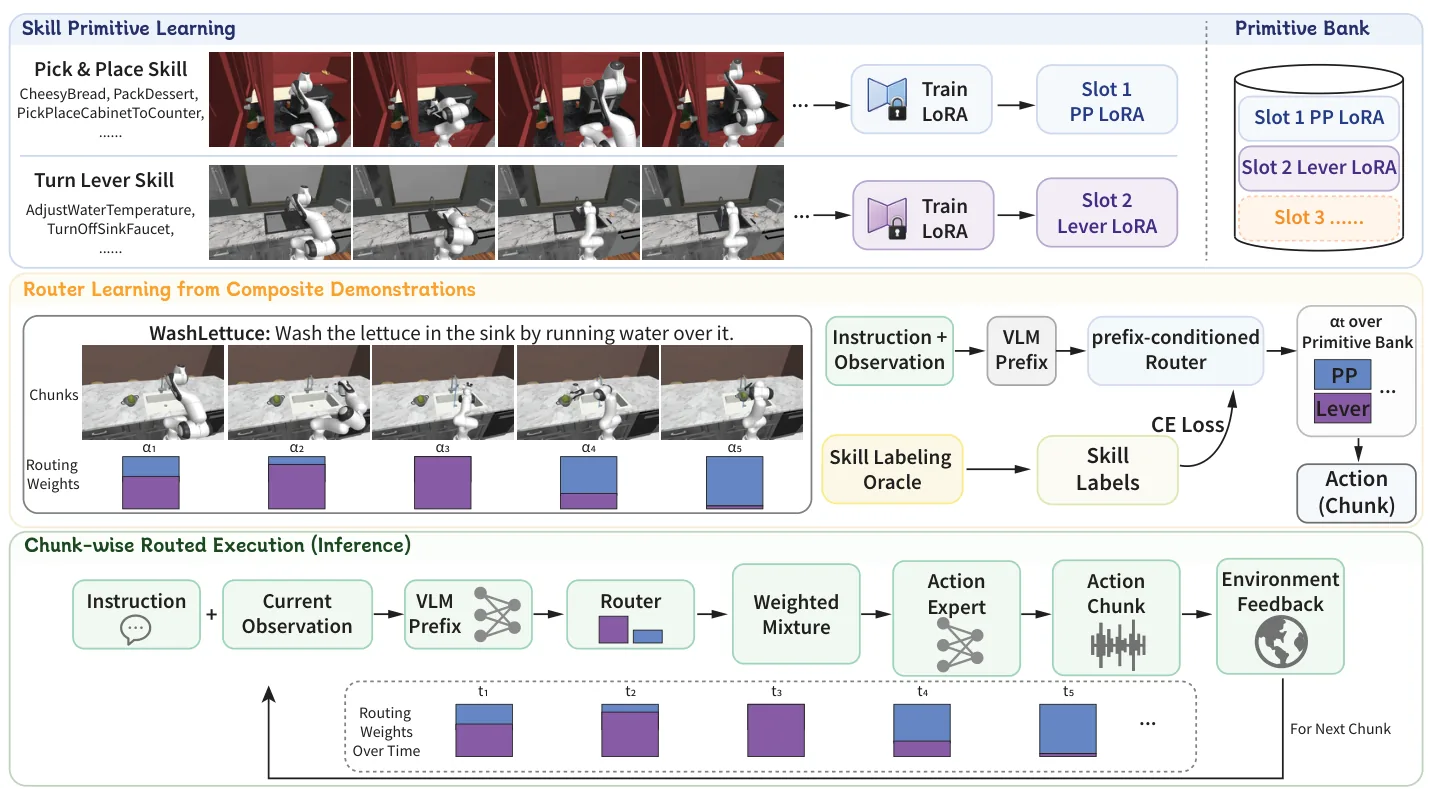 Skill Primitive Learning
Primitive Bank
Pick & Place Skill
CheesyBread, PackDessert,
PickPlaceCabinetToCounter,
......
...
Train
LoRA
Slot 1
PP LoRA
Turn Lever Skill
AdjustWaterTemperature,
TurnOffSinkFaucet,
......
...
Train
LoRA
Slot 2
Lever LoRA
Slot 1 PP LoRA
Slot 2 Lever LoRA
Slot 3 ......
Router Learning from Composite Demonstrations
WashLettuce: Wash the lettuce in the sink by running water over it.
Chunks
α₁ α₂ α₃ α₄ α₅
Routing
Weights
Instruction +
Observation
VLM
Prefix
prefix-conditioned
Router
αt over
Primitive Bank
PP
Lever
...
CE Loss
Skill Labeling
Oracle
Skill
Labels
Action
(Chunk)
Chunk-wise Routed Execution (Inference)
Instruction
+
Current
Observation
VLM
Prefix
Router
Weighted
Mixture
Action
Expert
Action
Chunk
Environment
Feedback
t₁ t₂ t₃ t₄ t₅
Routing
Weights
Over Time
...
For Next Chunk